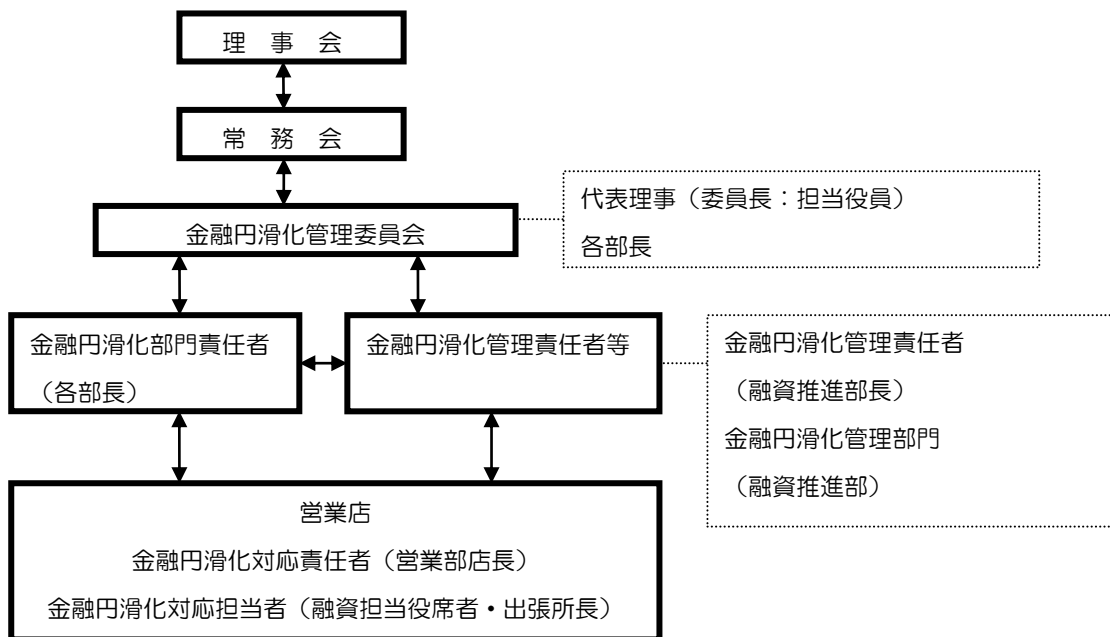 理　事　会
常　務　会
金融円滑化管理委員会
代表理事（委員長：担当役員）
各部長
金融円滑化部門責任者
（各部長）
金融円滑化管理責任者等
金融円滑化管理責任者
（融資推進部長）
金融円滑化管理部門
（融資推進部）
営業店
金融円滑化対応責任者（営業部店長）
金融円滑化対応担当者（融資担当役席者・出張所長）